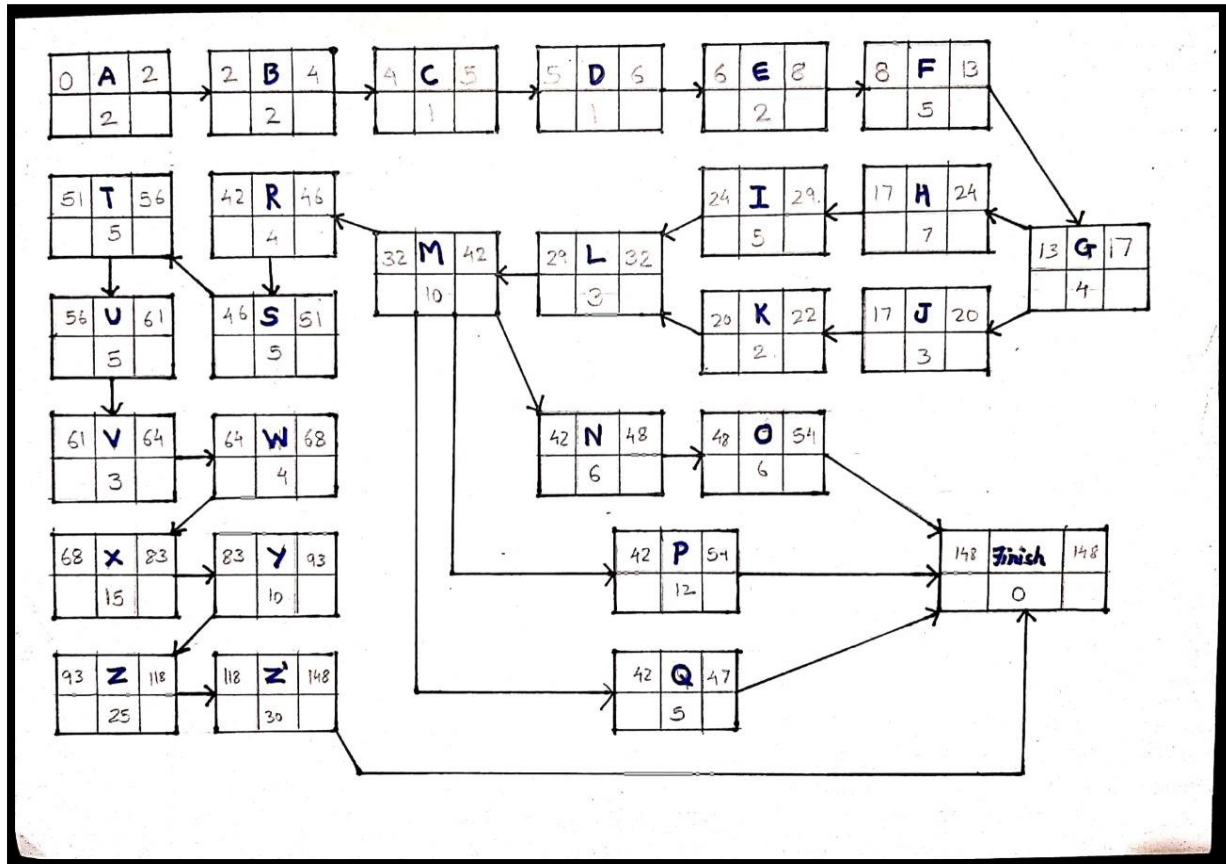 0 A 2
2
2 B 4
2
4 C 5
1
5 D 6
1
6 E 8
2
8 F 13
5
51 T 56
5
42 R 46
4
32 M 42
10
29 L 32
3
24 I 29
5
17 H 24
7
13 G 17
4
56 U 61
5
46 S 51
5
20 K 22
2
17 J 20
3
61 V 64
3
64 W 68
4
42 N 48
6
48 O 54
6
68 X 83
15
83 Y 93
10
42 P 54
12
148 Finish 148
0
93 Z 118
25
118 Z' 148
30
42 Q 47
5